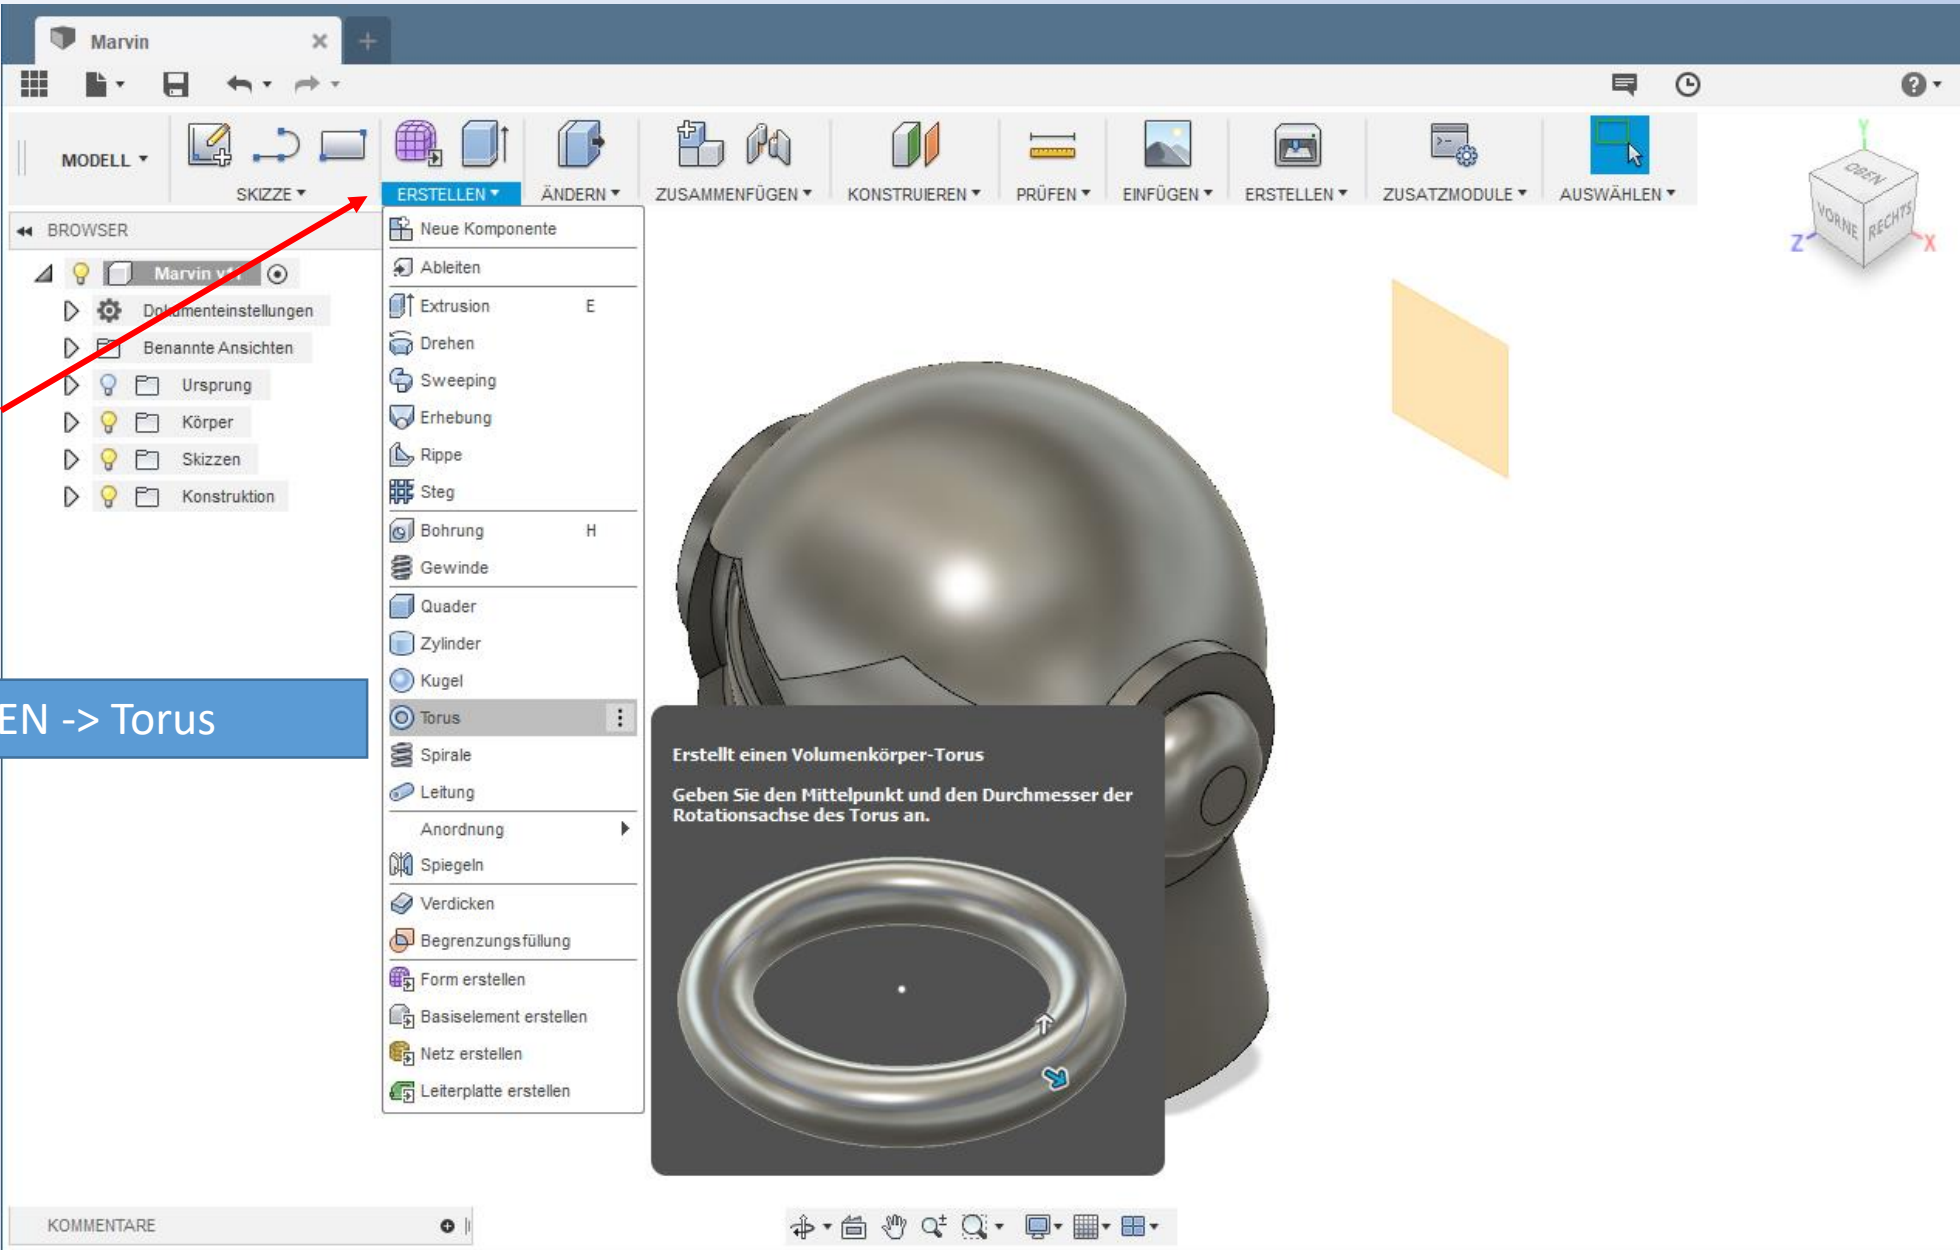 Marvin
MODELL
SKIZZE
ERSTELLEN
ÄNDERN
ZUSAMMENFÜGEN
KONSTRUIEREN
PRÜFEN
EINFÜGEN
ERSTELLEN
ZUSATZMODULE
AUSWÄHLEN
Y
OBEN
VORNE
RECHTS
Z
X
BROWSER
Marvin
Dokumenteinstellungen
Benannte Ansichten
Ursprung
Körper
Skizzen
Konstruktion
EN -> Torus
Neue Komponente
Ableiten
Extrusion E
Drehen
Sweeping
Erhebung
Rippe
Steg
Bohrung H
Gewinde
Quader
Zylinder
Kugel
Torus
Spirale
Leitung
Anordnung
Spiegeln
Verdicken
Begrenzungsfüllung
Form erstellen
Basiselement erstellen
Netz erstellen
Leiterplatte erstellen
Erstellt einen Volumenkörper-Torus
Geben Sie den Mittelpunkt und den Durchmesser der
Rotationsachse des Torus an.
KOMMENTARE